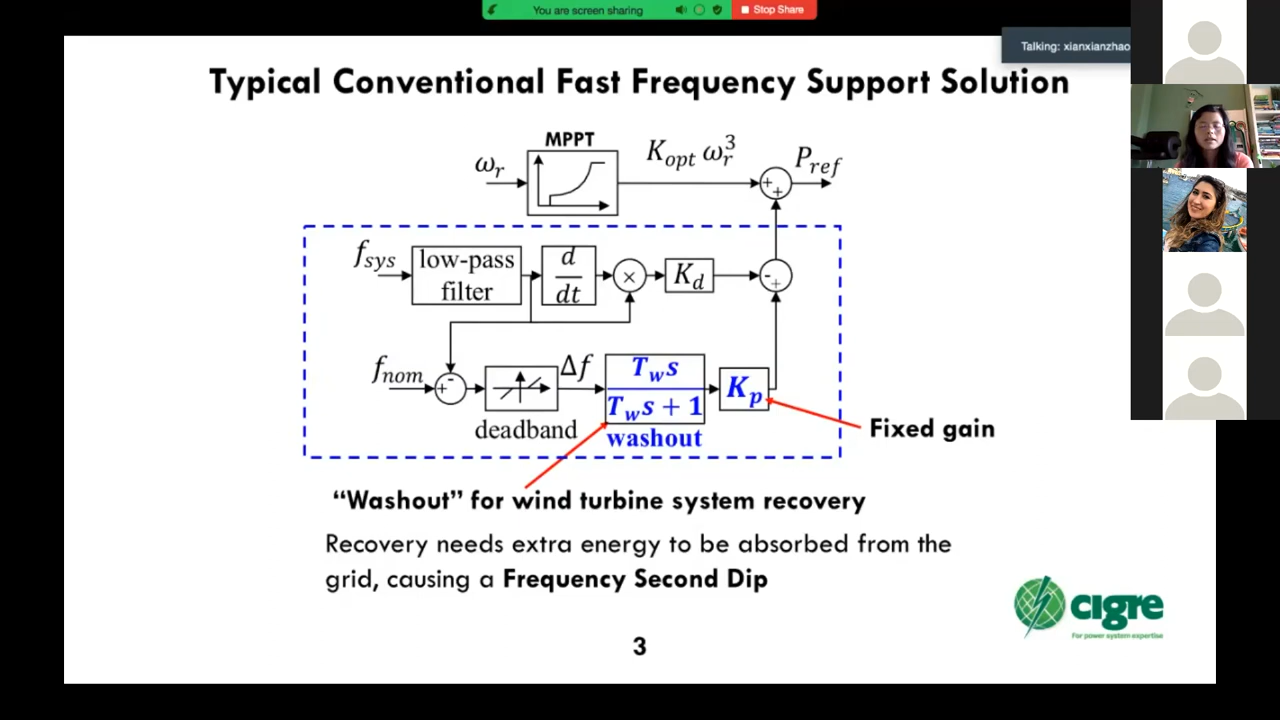 You are screen sharing
Stop Share
Talking: xianxianzhao
Typical Conventional Fast Frequency Support Solution
MPPT
ω_r
K_opt ω_r^3
P_ref
+
+
f_sys
low-pass
filter
d
dt
×
K_d
-
+
f_nom
+
-
Δf
T_w s
T_w s + 1
K_p
deadband
washout
Fixed gain
“Washout” for wind turbine system recovery
Recovery needs extra energy to be absorbed from the
grid, causing a Frequency Second Dip
cigre
For power system expertise
3